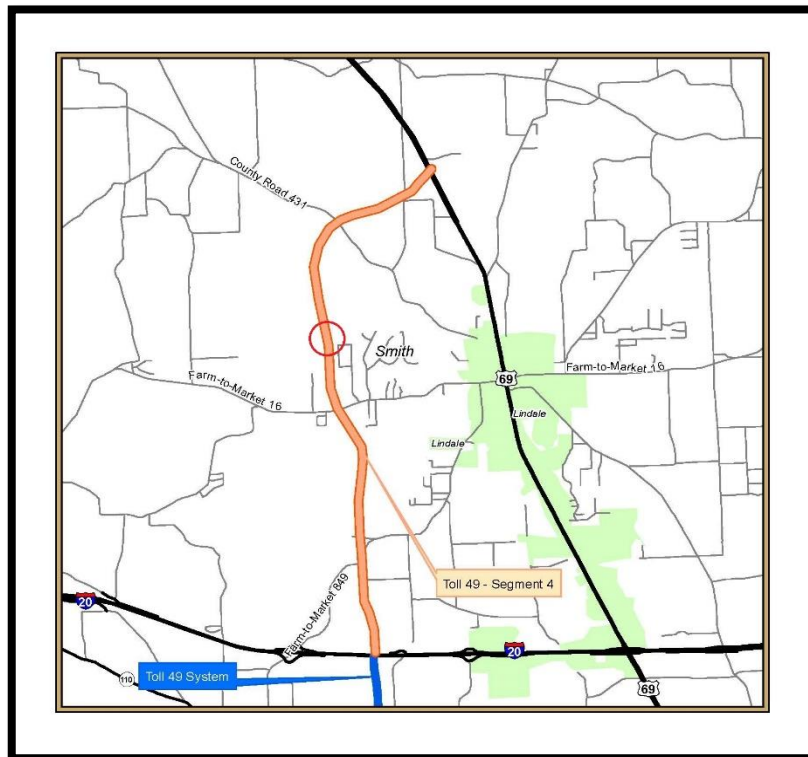 County Road 431
Smith
Farm-to-Market 16
Farm-to-Market 16
69
Lindale
Lindale
Toll 49 - Segment 4
Farm-to-Market 849
20
20
110
Toll 49 System
69